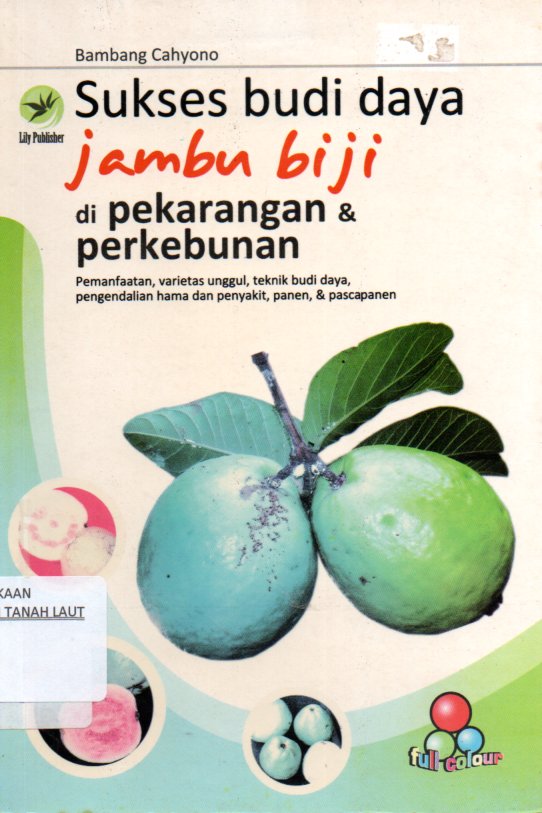 Bambang Cahyono
Sukses budi daya
Lily Publisher
jambu biji
di pekarangan &
perkebunan
Pemanfaatan, varietas unggul, teknik budi daya,
pengendalian hama dan penyakit, panen, & pascapanen
KAAN
TANAH LAUT
full colour